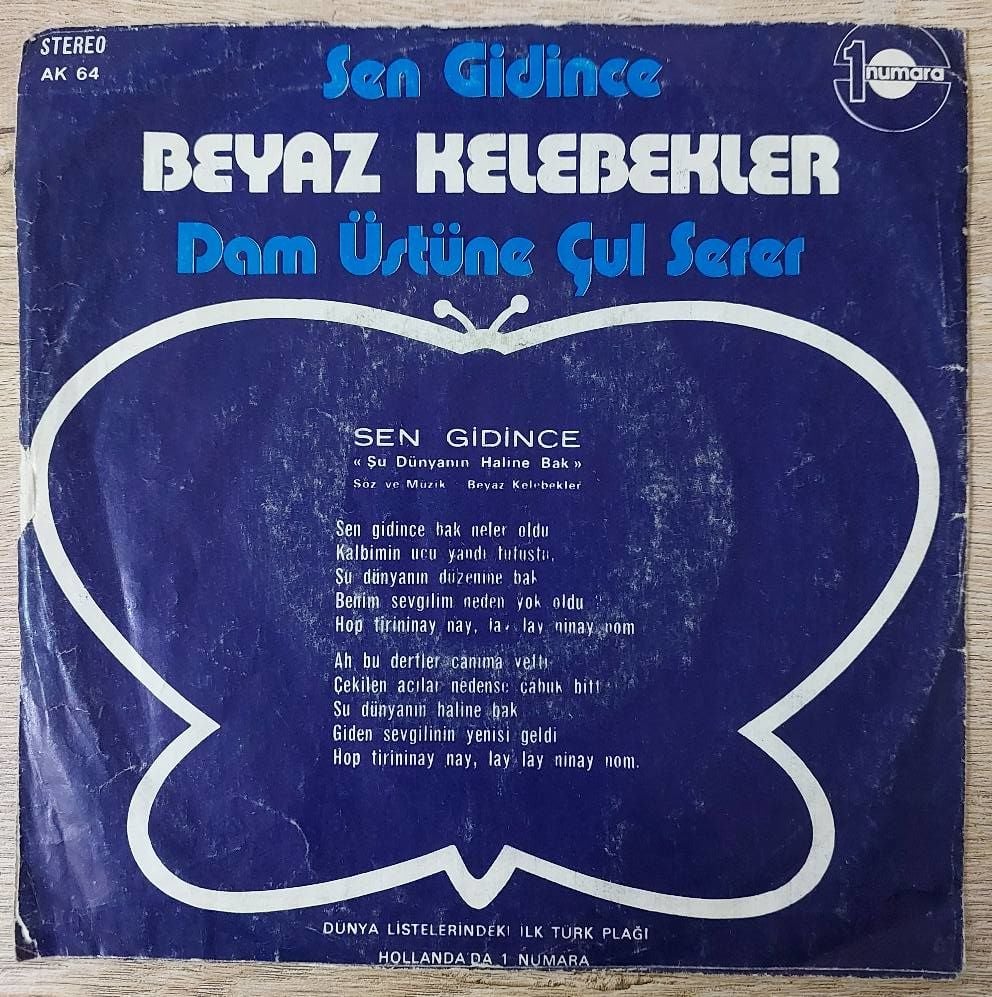 STEREO
AK 64
1 numara
Sen Gidince
BEYAZ KELEBEKLER
Dam Üstüne Çul Serer
SEN GİDİNCE
« Şu Dünyanın Haline Bak »
Söz ve Müzik Beyaz Kelebekler
Sen gidince bak neler oldu
Kalbimin ucu yandı tutuştu,
Şu dünyanın düzenine bak
Benim sevgilim neden yok oldu
Hop tirininay nay, lay lay ninay nom
Ah bu dertler canıma yetti
Çekilen acılar nedense çabuk bitti
Şu dünyanın haline bak
Giden sevgilinin yenisi geldi
Hop tirininay nay, lay lay ninay nom.
DÜNYA LİSTELERİNDEKİ İLK TÜRK PLAĞI
HOLLANDA'DA 1 NUMARA